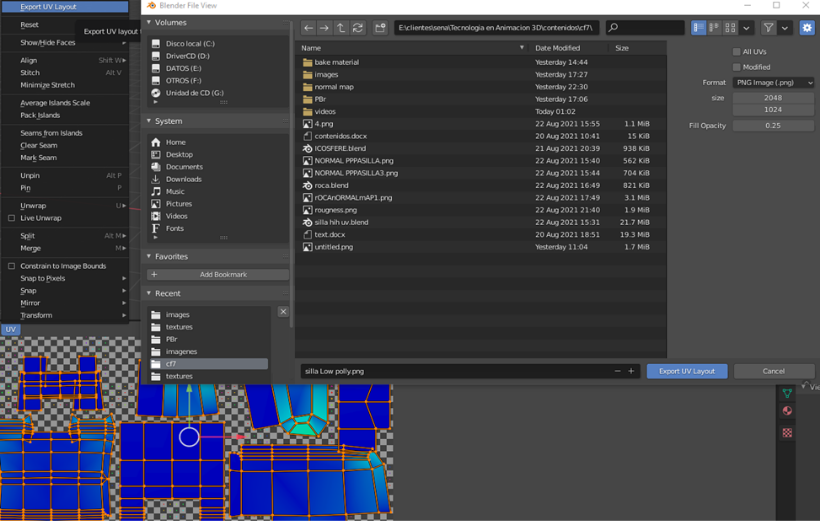 Export UV Layout
Reset
Export UV layout
Show/Hide Faces
Align Shift W
Stitch Alt V
Minimize Stretch
Average Islands Scale
Pack Islands
Seams from Islands
Clear Seam
Mark Seam
Unpin Alt P
Pin P
Unwrap U
Live Unwrap
Split Alt M
Merge M
Constrain to Image Bounds
Snap to Pixels
Snap
Mirror
Transform
UV
Blender File View
Volumes
Disco local (C:)
DriverCD (D:)
DATOS (E:)
OTROS (F:)
Unidad de CD (G:)
System
Home
Desktop
Documents
Downloads
Music
Pictures
Videos
Fonts
Favorites
Add Bookmark
Recent
images
textures
PBr
imagenes
cf7
textures
E:\clientes\sena\Tecnologia en Animacion 3D\contenidos\cf7\
Name Date Modified Size
bake material Yesterday 14:44
images Yesterday 17:27
normal map Yesterday 22:30
PBr Yesterday 17:06
videos Today 01:02
4.png 22 Aug 2021 15:55 1.1 MiB
contenidos.docx 20 Aug 2021 10:41 15 KiB
ICOSFERE.blend 21 Aug 2021 20:39 938 KiB
NORMAL PPPASILLA.png 22 Aug 2021 15:40 562 KiB
NORMAL PPPASILLA3.png 22 Aug 2021 15:44 704 KiB
roca.blend 22 Aug 2021 16:49 821 KiB
rOCAnORMALmAP1.png 22 Aug 2021 17:49 3.1 MiB
rougness.png 22 Aug 2021 21:40 1.9 MiB
silla hih uv.blend 22 Aug 2021 15:31 21.7 MiB
text.docx 20 Aug 2021 18:51 19.3 MiB
untitled.png Yesterday 11:04 1.7 MiB
silla Low polly.png
Export UV Layout
Cancel
All UVs
Modified
Format PNG Image (.png)
size 2048
1024
Fill Opacity 0.25